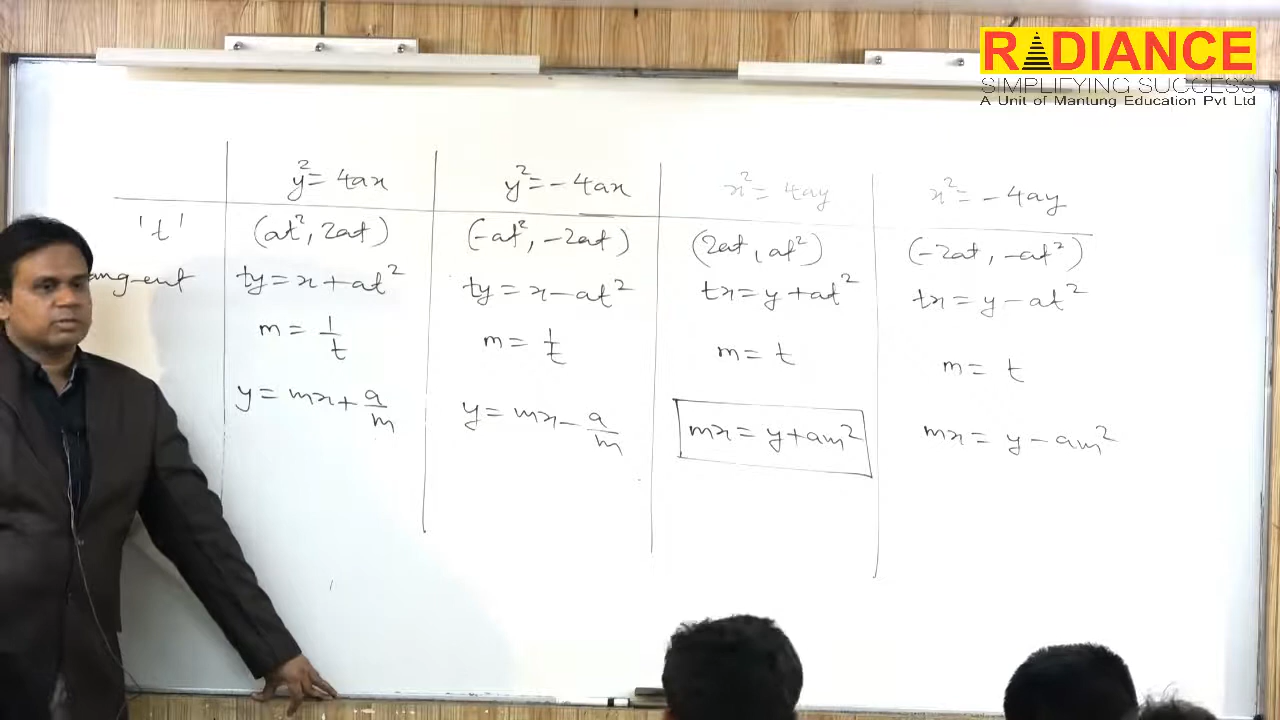 RADIANCE
SIMPLIFYING SUCCESS
A Unit of Mantung Education Pvt Ltd
y² = 4ax y² = -4ax x² = 4ay x² = -4ay
't' (at², 2at) (-at², -2at) (2at, at²) (-2at, -at²)
angent ty = x + at² ty = x - at² tx = y + at² tx = y - at²
m = 1/t m = 1/t m = t m = t
y = mx + a/m y = mx - a/m mx = y + am² mx = y - am²